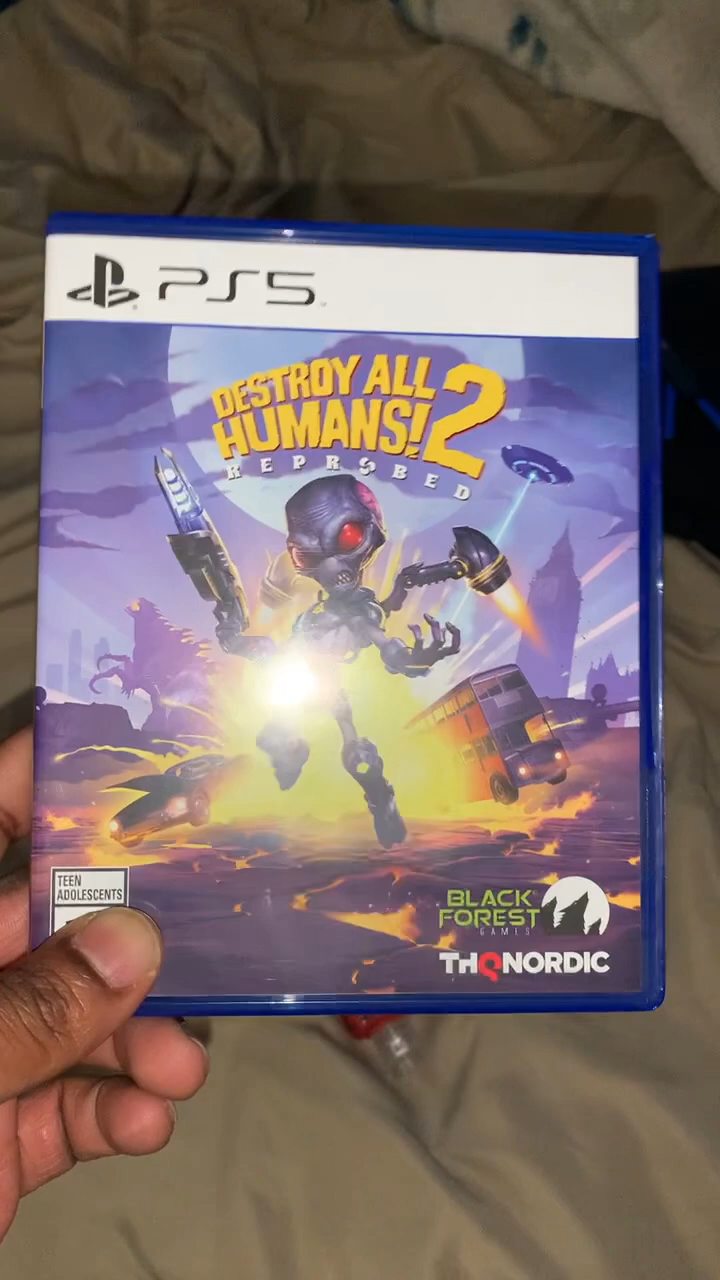 PS5
DESTROY ALL
HUMANS! 2
REPROBED
TEEN
ADOLESCENTS
BLACK
FOREST
GAMES
THQNORDIC